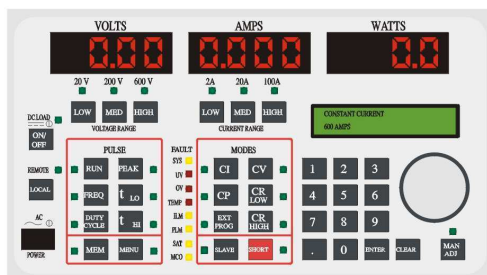 VOLTS AMPS WATTS
0.00 0.000 0.0
20 V 200 V 600 V 2A 20A 100A
DC LOAD
LOW MED HIGH LOW MED HIGH
CONSTANT CURRENT
600 AMPS
ON/
OFF
VOLTAGE RANGE CURRENT RANGE
PULSE FAULT MODES
SYS
REMOTE RUN PEAK UV CI CV 1 2 3
OV
LOCAL FREQ t LO TEMP CP CR LOW 4 5 6
ILM
AC DUTY CYCLE t HI PLM EXT PROG CR HIGH 7 8 9
SAT
POWER MEM MENU MCO SLAVE SHORT . 0 ENTER CLEAR MAN ADJ